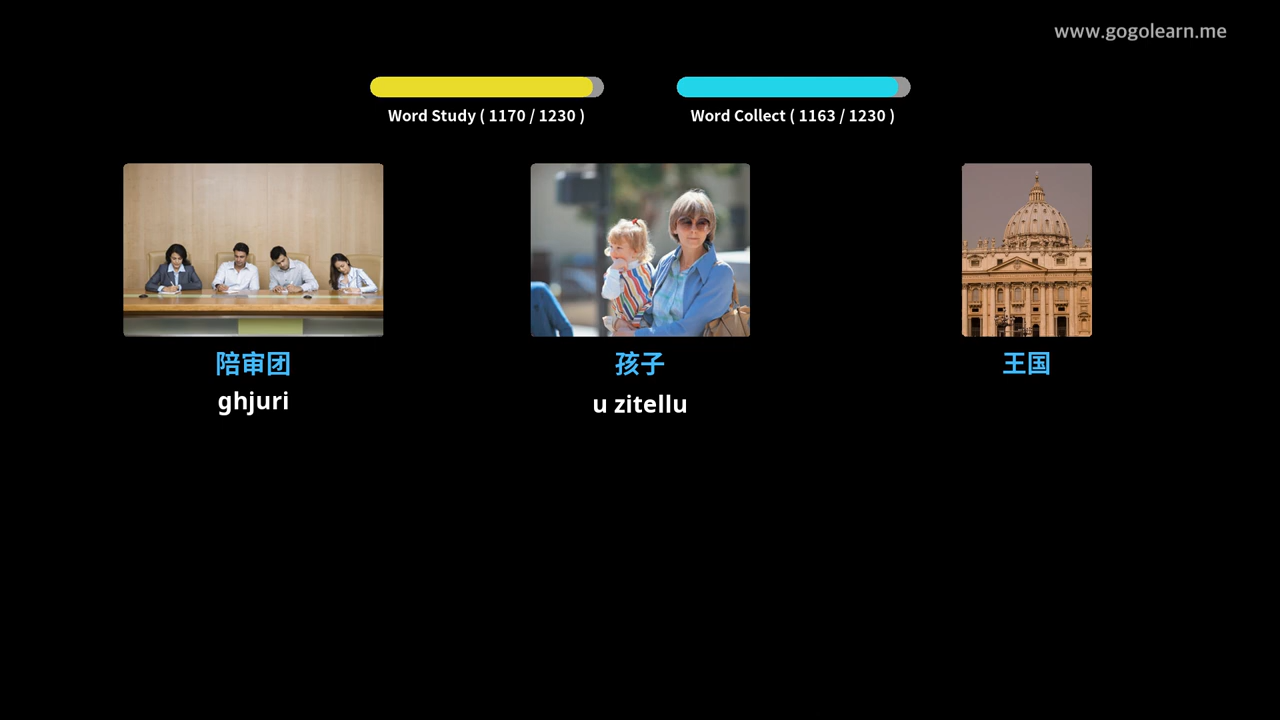 www.gogolearn.me
Word Study ( 1170 / 1230 )
Word Collect ( 1163 / 1230 )
陪审团
孩子
王国
ghjuri
u zitellu